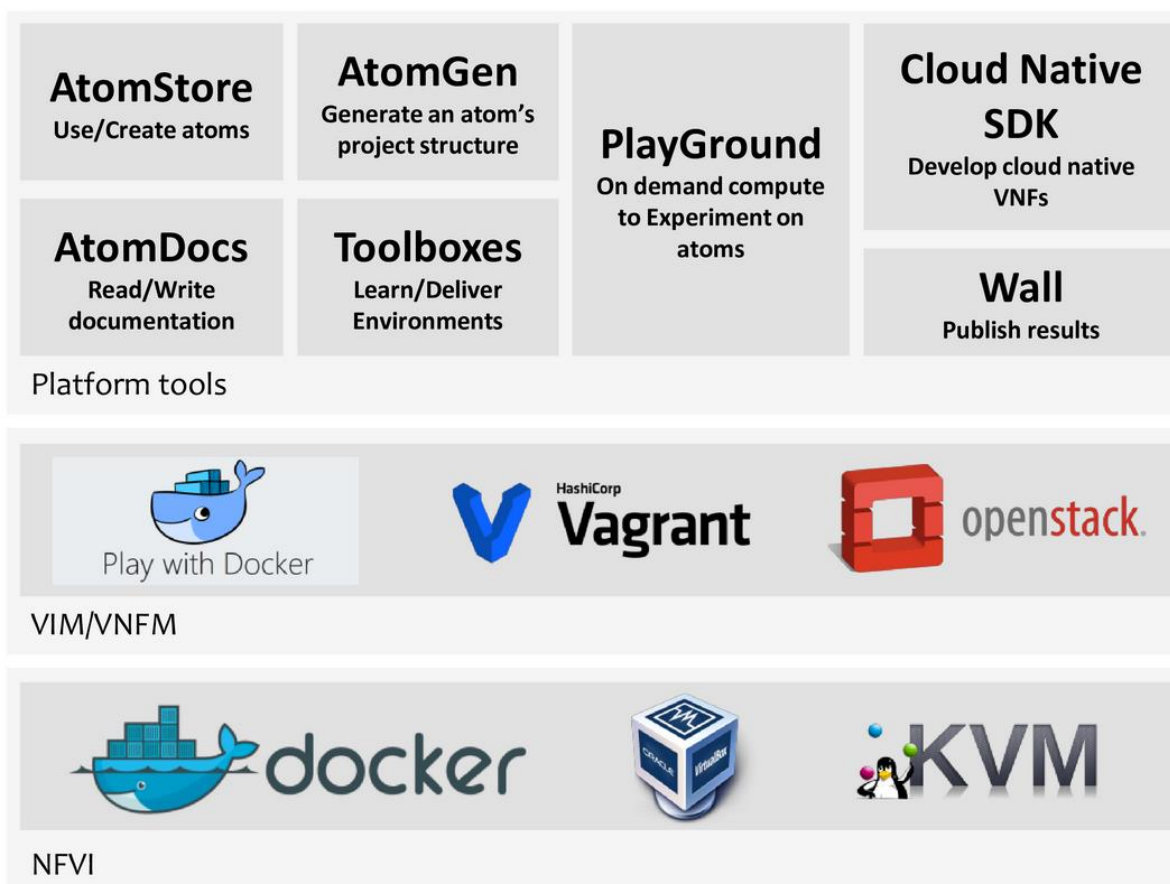 AtomStore
Use/Create atoms
AtomGen
Generate an atom's
project structure
PlayGround
On demand compute
to Experiment on
atoms
Cloud Native
SDK
Develop cloud native
VNFs
AtomDocs
Read/Write
documentation
Toolboxes
Learn/Deliver
Environments
Wall
Publish results
Platform tools
Play with Docker
HashiCorp
Vagrant
openstack.
VIM/VNFM
docker
ORACLE
VirtualBox
KVM
NFVI